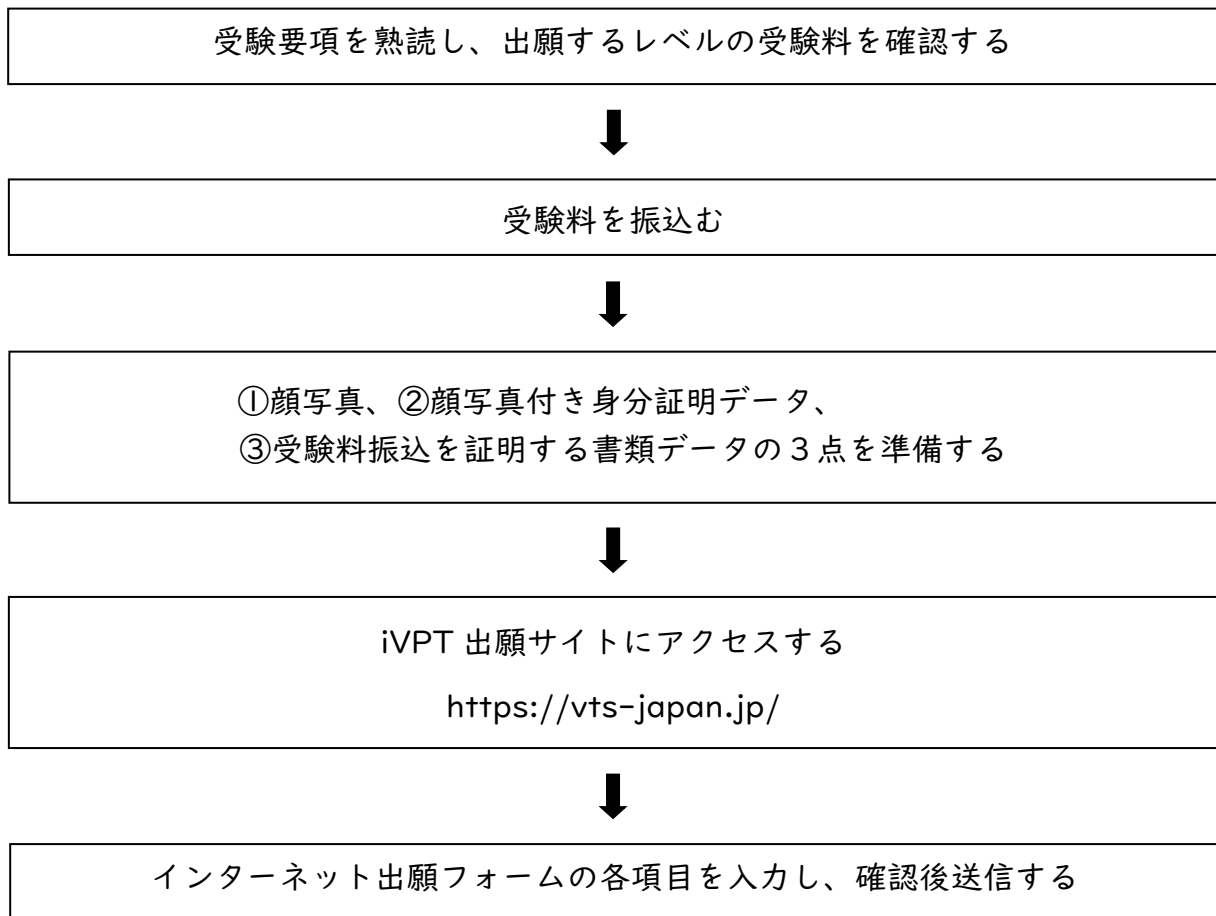 受験要項を熟読し、出願するレベルの受験料を確認する
受験料を振込む
①顔写真、②顔写真付き身分証明データ、
③受験料振込を証明する書類データの３点を準備する
iVPT 出願サイトにアクセスする
https://vts-japan.jp/
インターネット出願フォームの各項目を入力し、確認後送信する